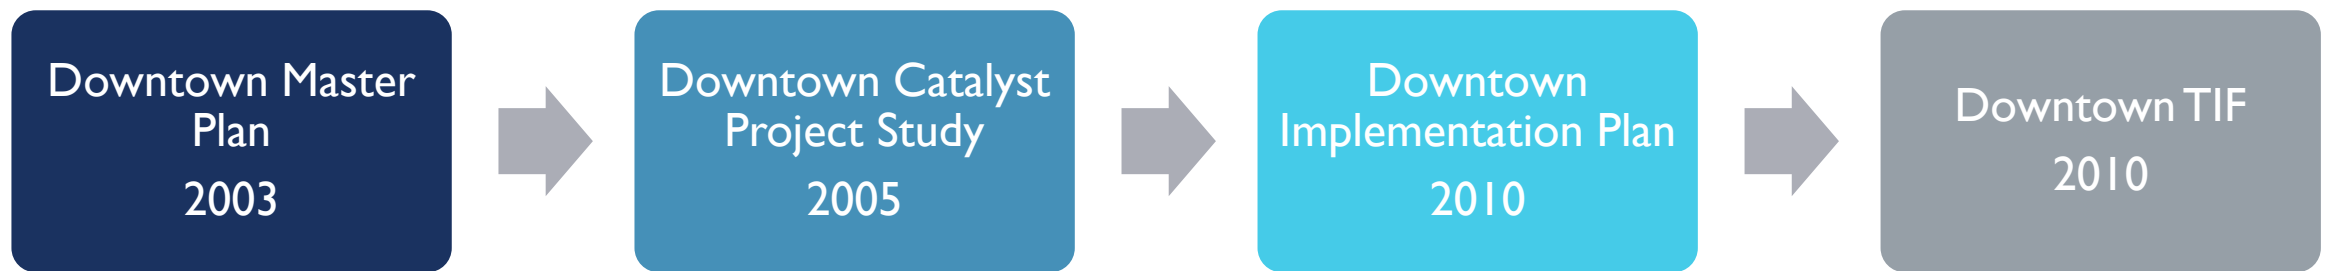 Downtown Master
Plan
2003
Downtown Catalyst
Project Study
2005
Downtown
Implementation Plan
2010
Downtown TIF
2010